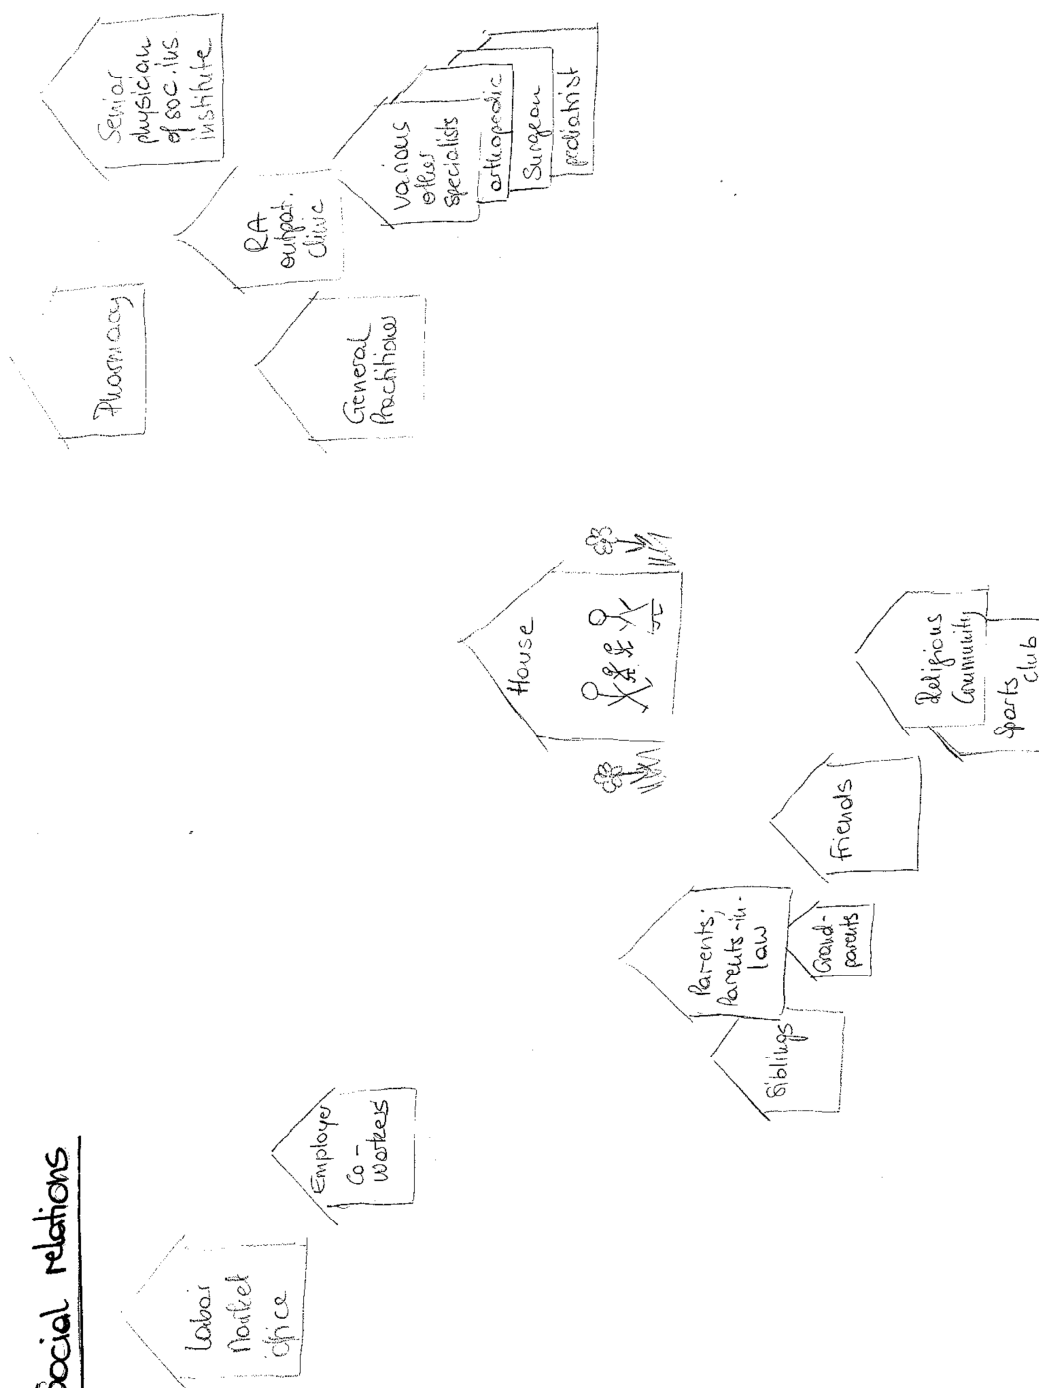 Social relations
Labor
Market
office
Employer
Co-
Workers
Siblings
Parents;
Parents-in-
law
Grand-
parents
Friends
Religious
Community
Sports
club
House
Pharmacy
General
Practitioner
RA
outpat.
clinic
Senior
physician
of soc.ins.
institute
various
other
specialists
orthopedic
Surgeon
pediatrist